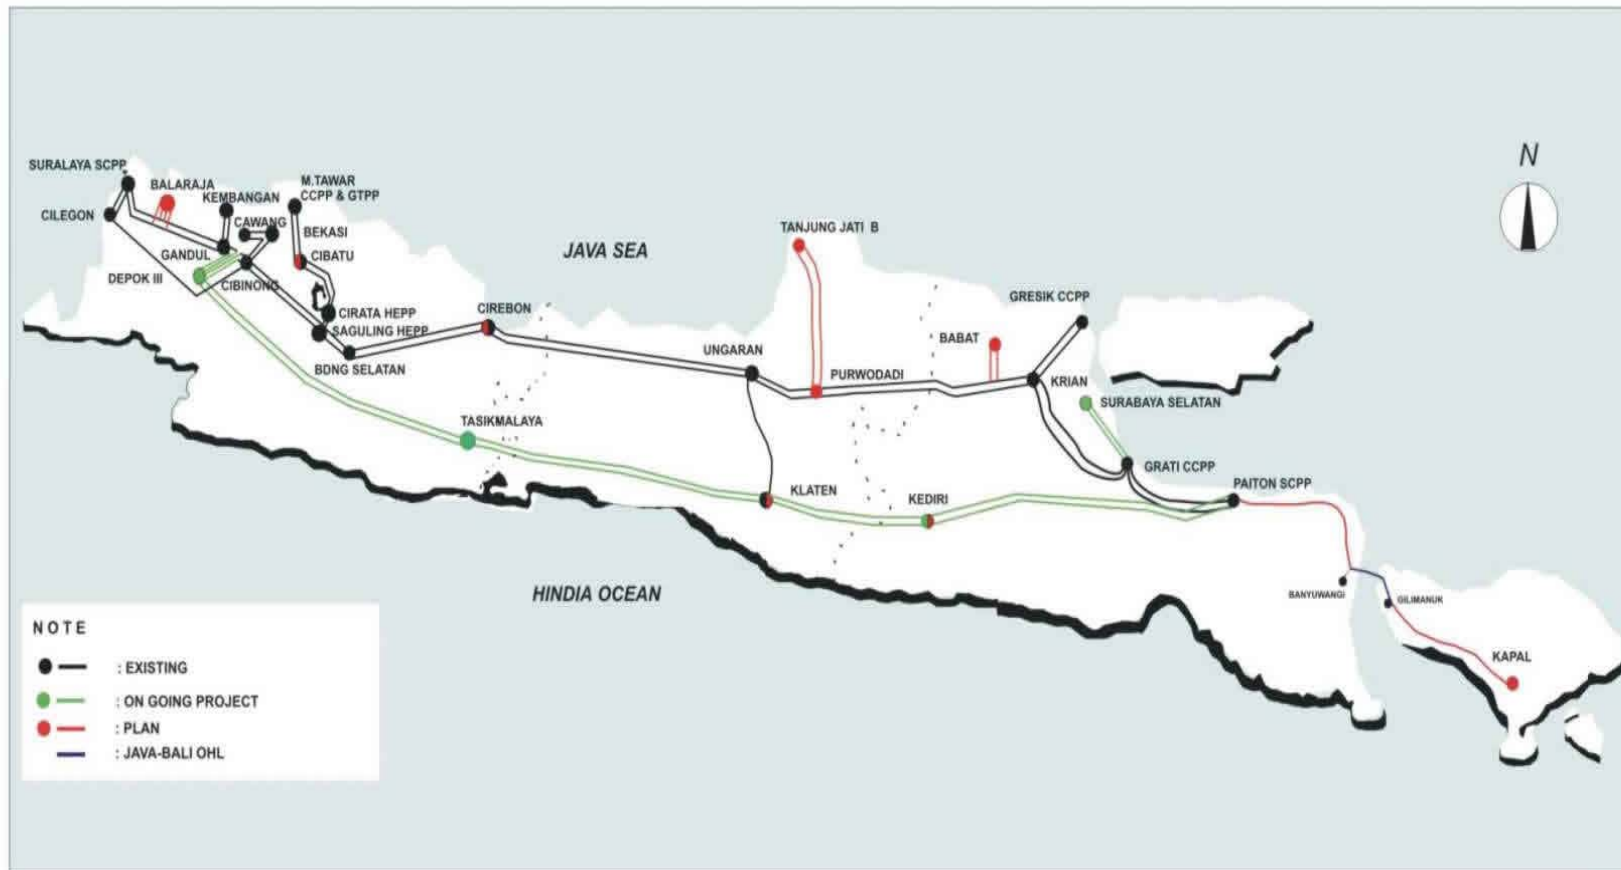 N
SURALAYA SCPP
BALARAJA
KEMBANGAN
M.TAWAR
CCPP & GTPP
CILEGON
CAWANG
BEKASI
GANDUL
CIBATU
DEPOK III
CIBINONG
CIRATA HEPP
SAGULING HEPP
BDNG SELATAN
CIREBON
JAVA SEA
TANJUNG JATI B
GRESIK CCPP
UNGARAN
PURWODADI
BABAT
KRIAN
SURABAYA SELATAN
TASIKMALAYA
KLATEN
KEDIRI
GRATI CCPP
PAITON SCPP
HINDIA OCEAN
BANYUWANGI
GILIMANUK
KAPAL
NOTE
: EXISTING
: ON GOING PROJECT
: PLAN
: JAVA-BALI OHL